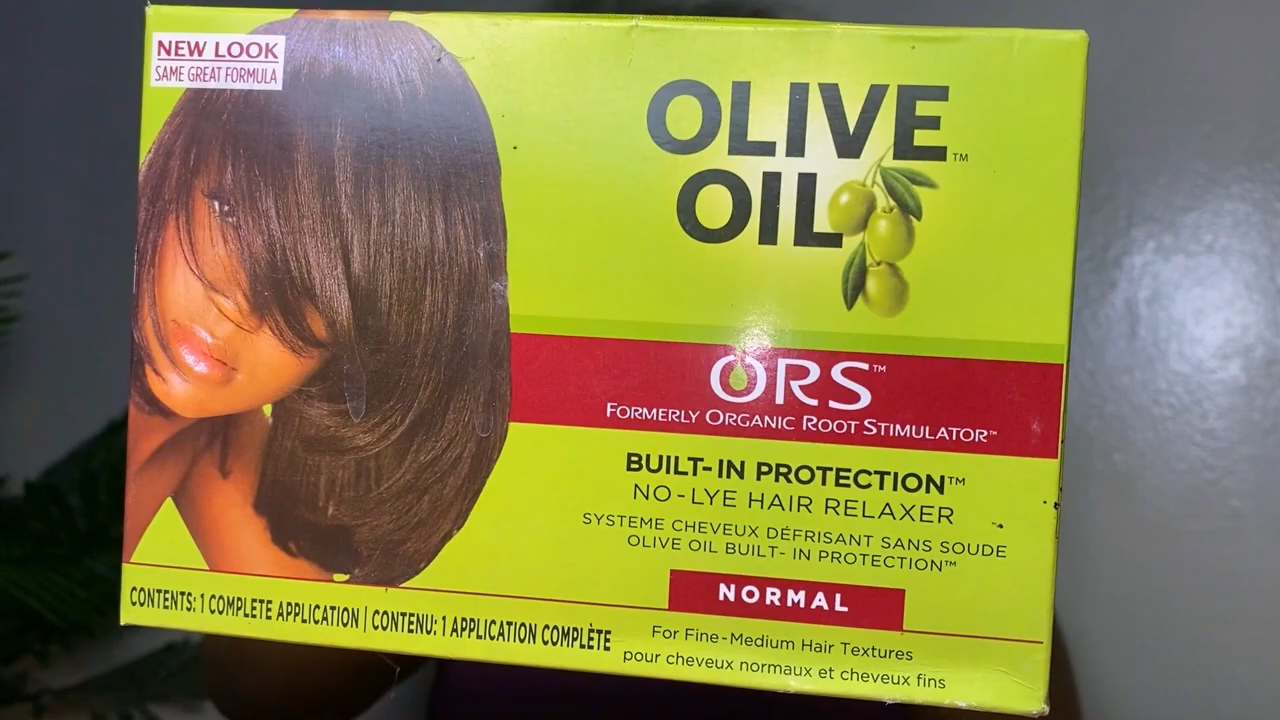 NEW LOOK
SAME GREAT FORMULA
OLIVE™
OIL
ORS™
FORMERLY ORGANIC ROOT STIMULATOR™
BUILT-IN PROTECTION™
NO-LYE HAIR RELAXER
SYSTEME CHEVEUX DÉFRISANT SANS SOUDE
OLIVE OIL BUILT- IN PROTECTION™
NORMAL
For Fine-Medium Hair Textures
pour cheveux normaux et cheveux fins
CONTENTS: 1 COMPLETE APPLICATION | CONTENU: 1 APPLICATION COMPLÈTE